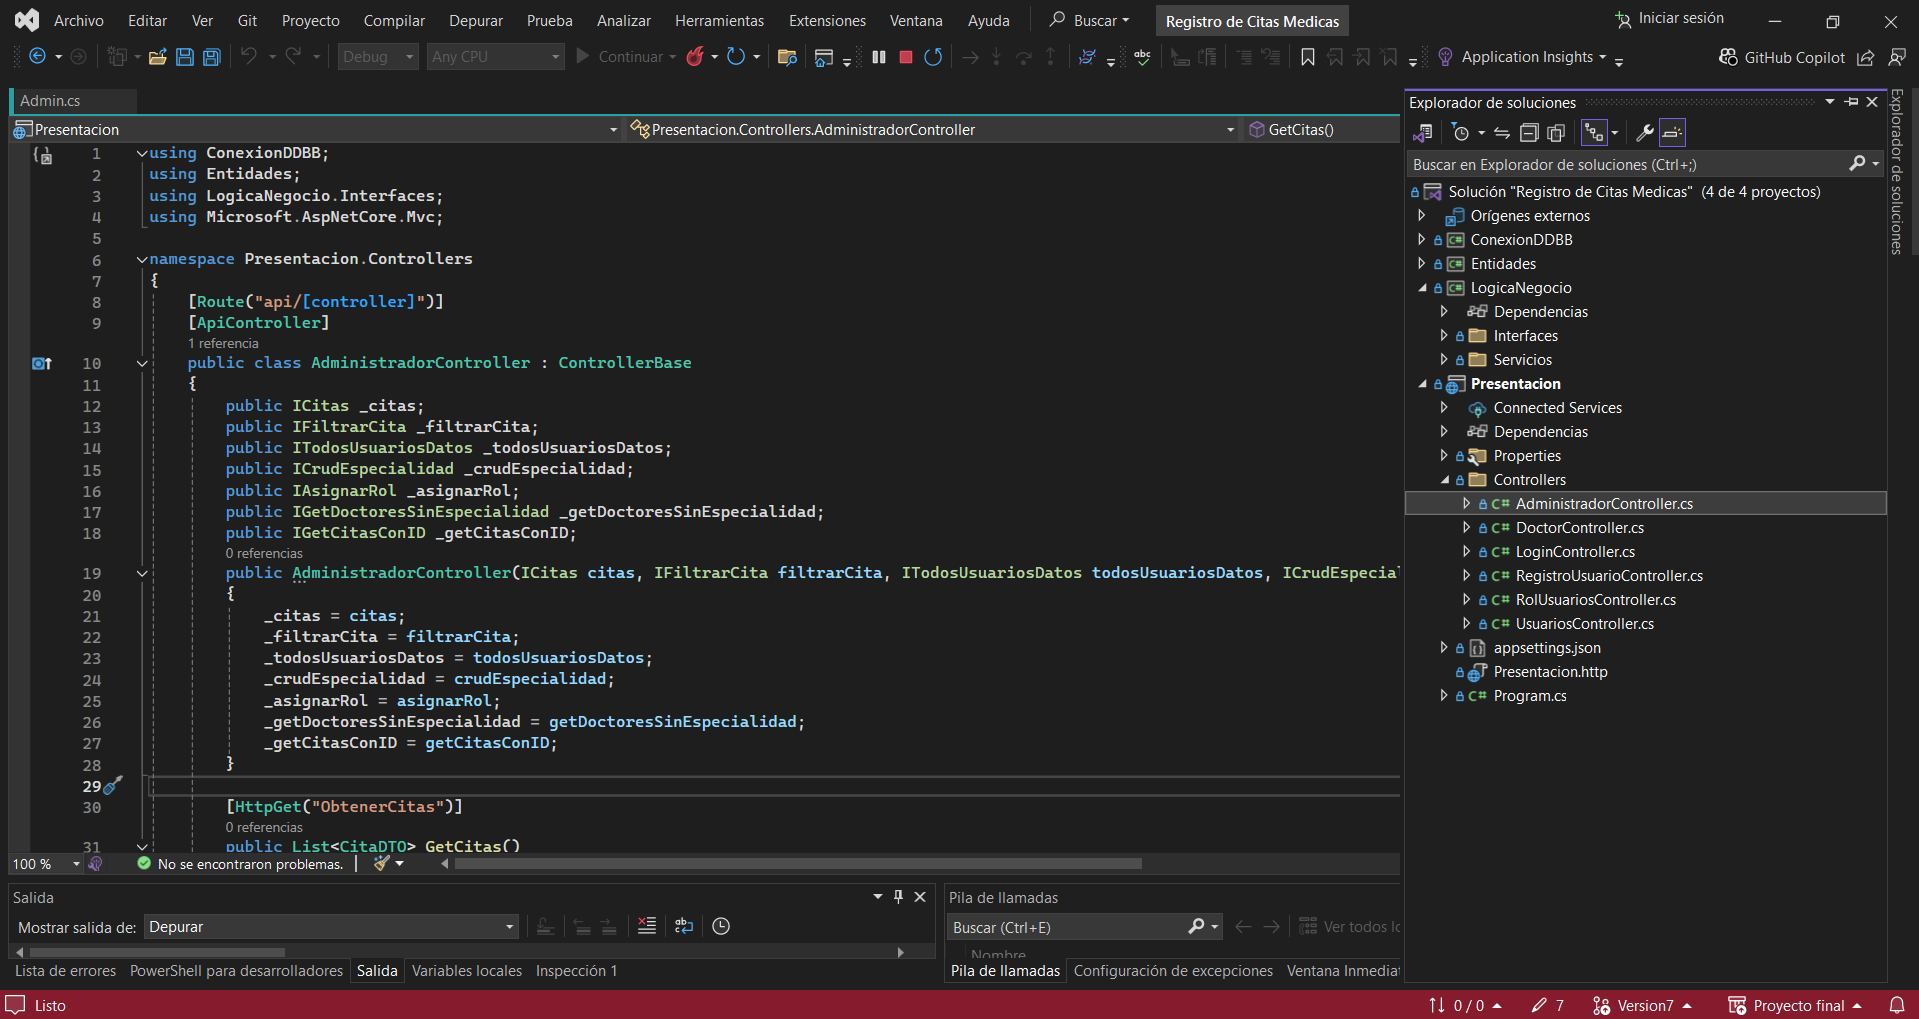 Archivo Editar Ver Git Proyecto Compilar Depurar Prueba Analizar Herramientas Extensiones Ventana Ayuda Buscar Registro de Citas Medicas Iniciar sesión
Debug Any CPU Continuar Application Insights GitHub Copilot
Admin.cs
Presentacion Presentacion.Controllers.AdministradorController GetCitas()
1 using ConexionDDBB;
2 using Entidades;
3 using LogicaNegocio.Interfaces;
4 using Microsoft.AspNetCore.Mvc;
5
6 namespace Presentacion.Controllers
7 {
8 [Route("api/[controller]")]
9 [ApiController]
1 referencia
10 public class AdministradorController : ControllerBase
11 {
12 public ICitas _citas;
13 public IFiltrarCita _filtrarCita;
14 public ITodosUsuariosDatos _todosUsuariosDatos;
15 public ICrudEspecialidad _crudEspecialidad;
16 public IAsignarRol _asignarRol;
17 public IGetDoctoresSinEspecialidad _getDoctoresSinEspecialidad;
18 public IGetCitasConID _getCitasConID;
0 referencias
19 public AdministradorController(ICitas citas, IFiltrarCita filtrarCita, ITodosUsuariosDatos todosUsuariosDatos, ICrudEspecial
20 {
21 _citas = citas;
22 _filtrarCita = filtrarCita;
23 _todosUsuariosDatos = todosUsuariosDatos;
24 _crudEspecialidad = crudEspecialidad;
25 _asignarRol = asignarRol;
26 _getDoctoresSinEspecialidad = getDoctoresSinEspecialidad;
27 _getCitasConID = getCitasConID;
28 }
29
30 [HttpGet("ObtenerCitas")]
0 referencias
31 public List<CitaDTO> GetCitas()
100 % No se encontraron problemas.
Salida
Mostrar salida de: Depurar
Lista de errores PowerShell para desarrolladores Salida Variables locales Inspección 1
Pila de llamadas
Buscar (Ctrl+E) Ver todos lo
Nombre
Pila de llamadas Configuración de excepciones Ventana Inmediat
Explorador de soluciones
Buscar en Explorador de soluciones (Ctrl+;)
Solución "Registro de Citas Medicas" (4 de 4 proyectos)
Orígenes externos
ConexionDDBB
Entidades
LogicaNegocio
Dependencias
Interfaces
Servicios
Presentacion
Connected Services
Dependencias
Properties
Controllers
C# AdministradorController.cs
C# DoctorController.cs
C# LoginController.cs
C# RegistroUsuarioController.cs
C# RolUsuariosController.cs
C# UsuariosController.cs
appsettings.json
Presentacion.http
C# Program.cs
Explorador de soluciones
Listo 0 / 0 7 Version7 Proyecto final